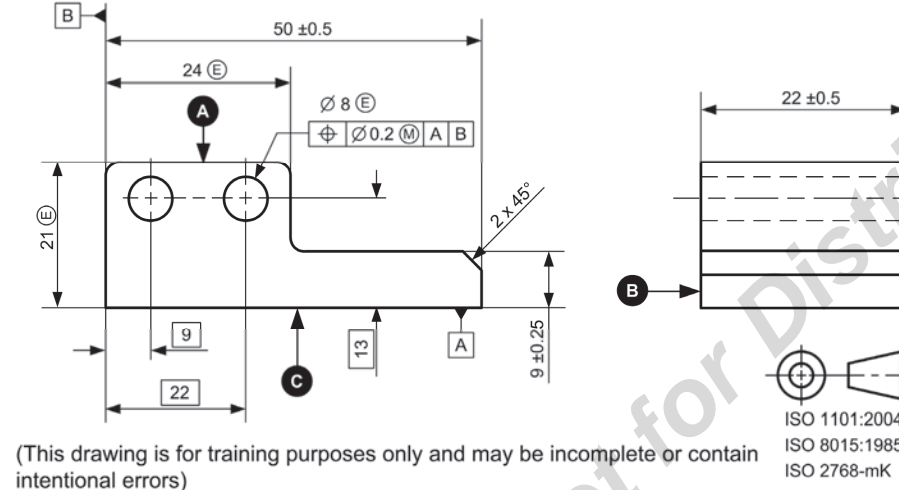 B
50 ±0.5
24 Ⓔ
A
Ø 8 Ⓔ
⌖ Ø 0.2 Ⓜ A B
22 ±0.5
2 x 45°
21 Ⓔ
B
9
13
A
9 ±0.25
22
C
ISO 1101:2004
ISO 8015:1985
ISO 2768-mK
(This drawing is for training purposes only and may be incomplete or contain
intentional errors)
for